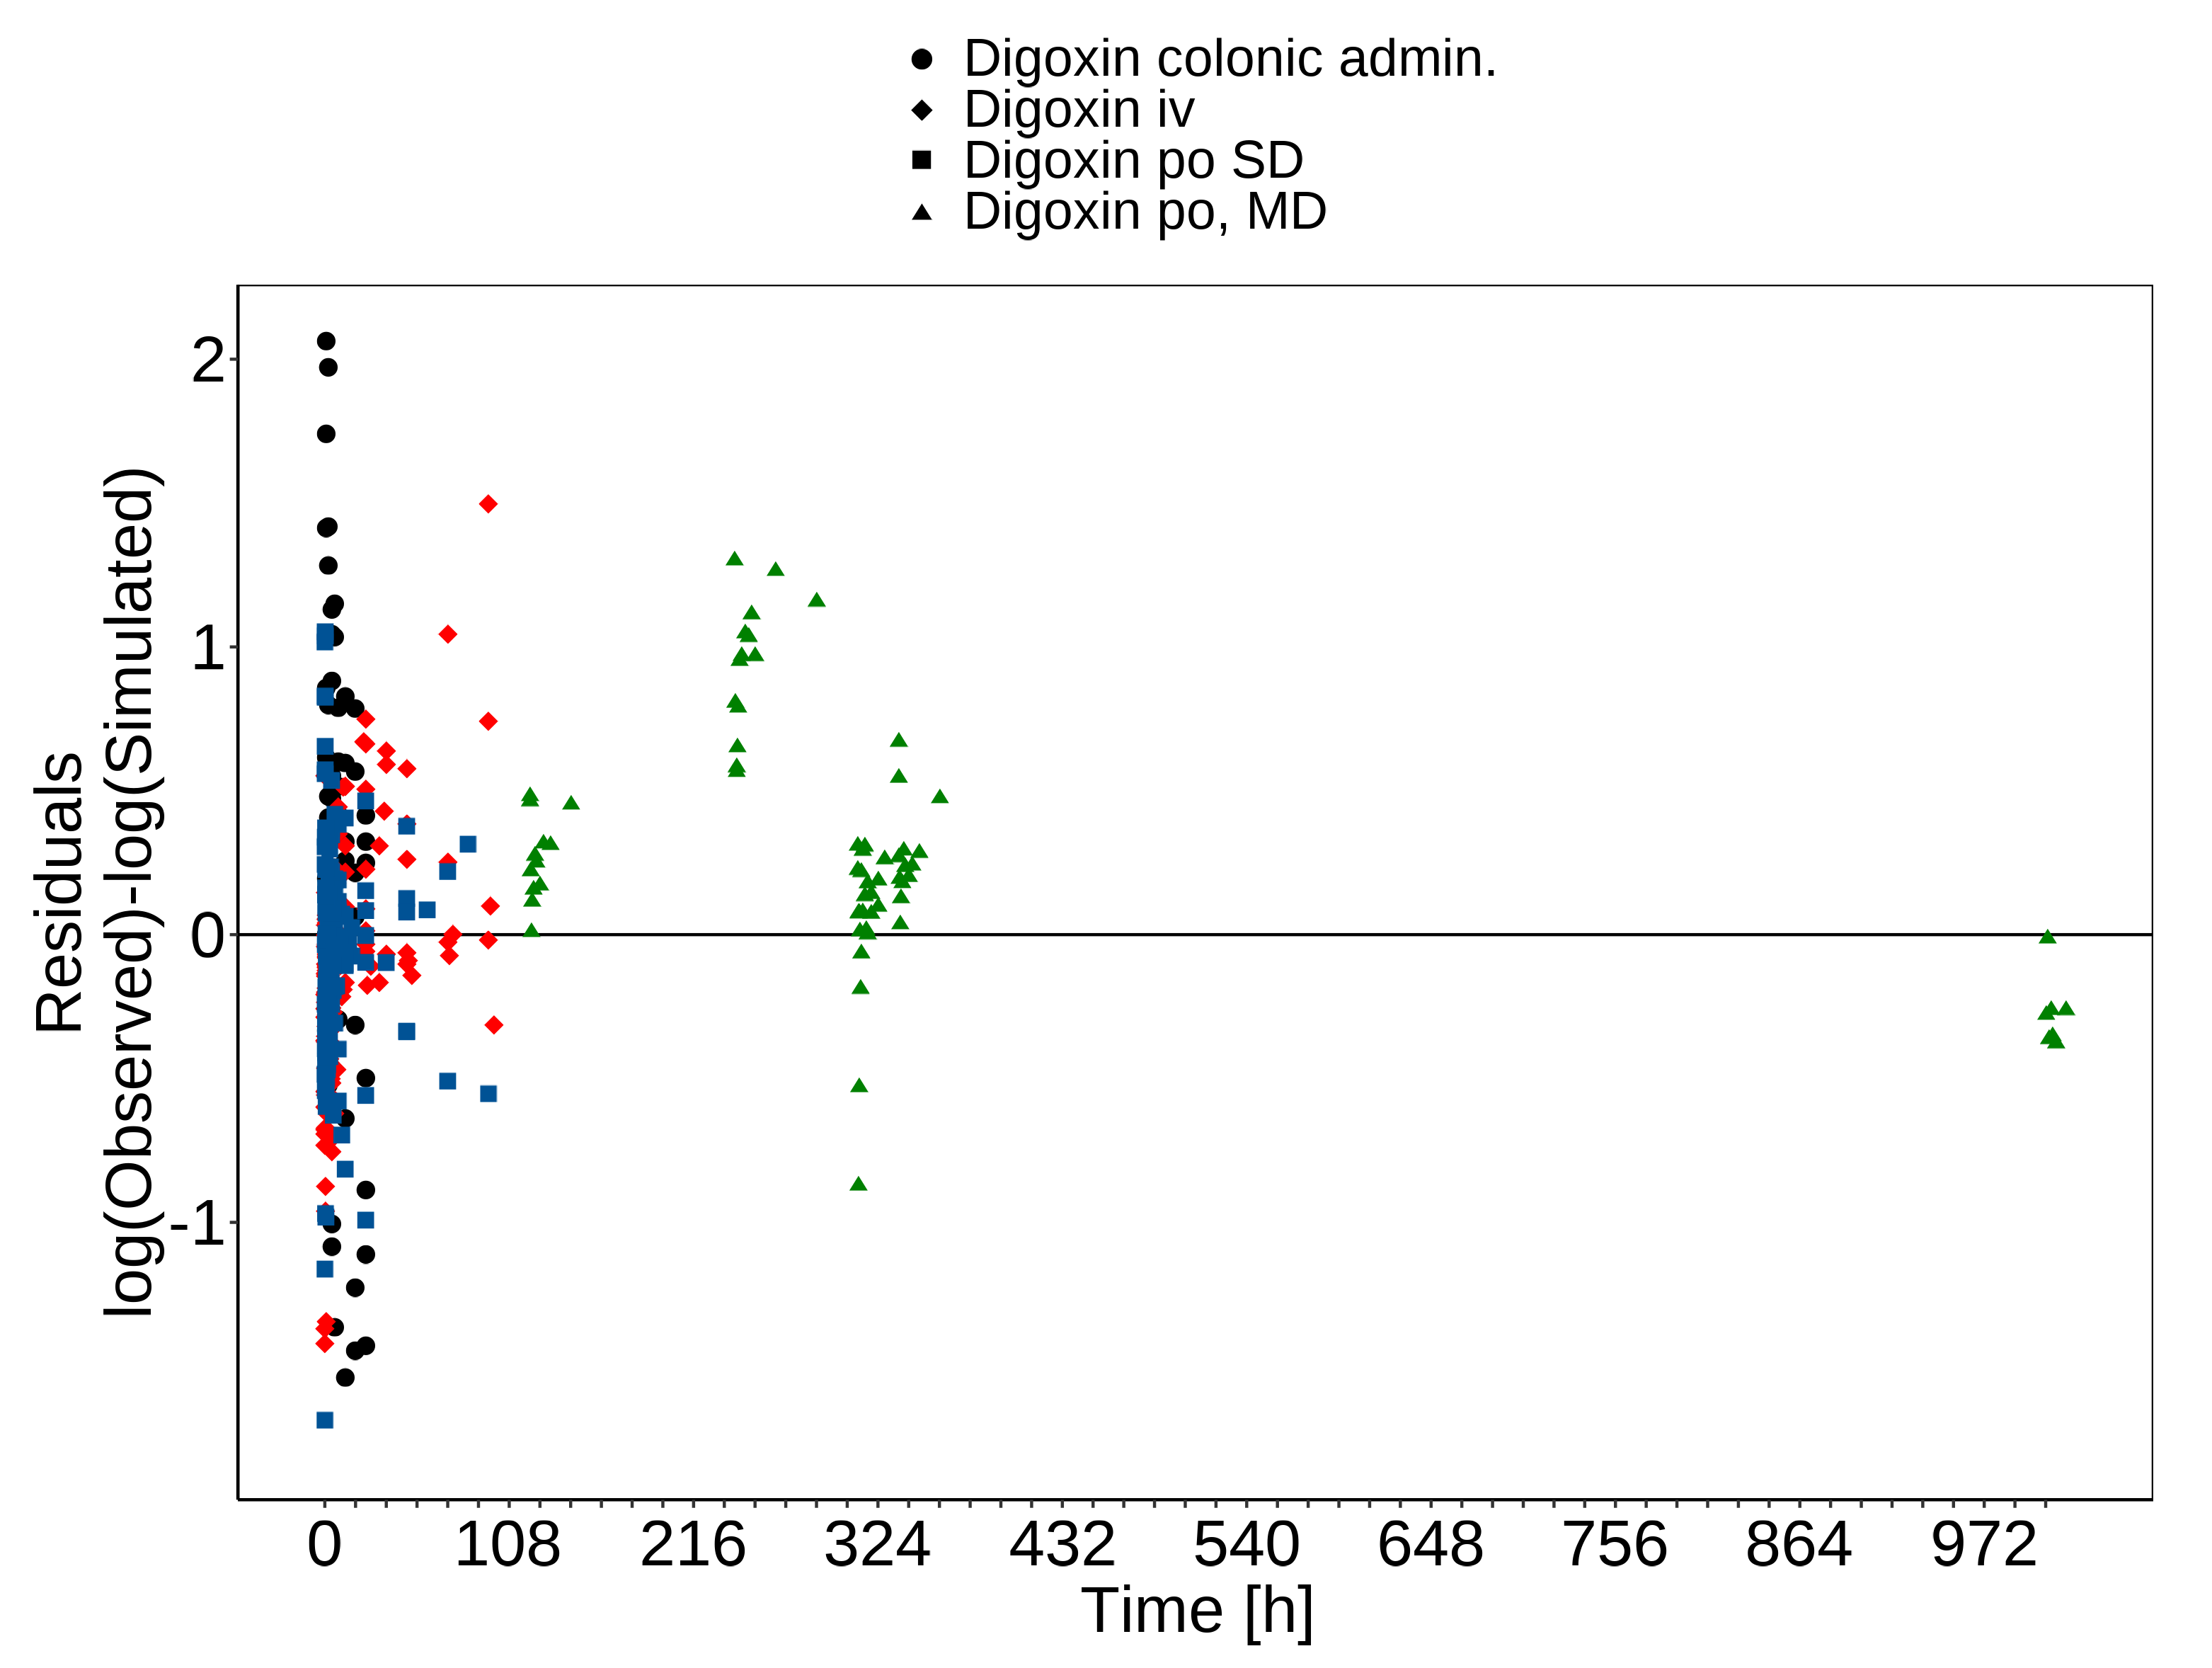 Digoxin colonic admin.
Digoxin iv
Digoxin po SD
Digoxin po, MD
Residuals
log(Observed)-log(Simulated)
2
1
0
-1
0 108 216 324 432 540 648 756 864 972
Time [h]